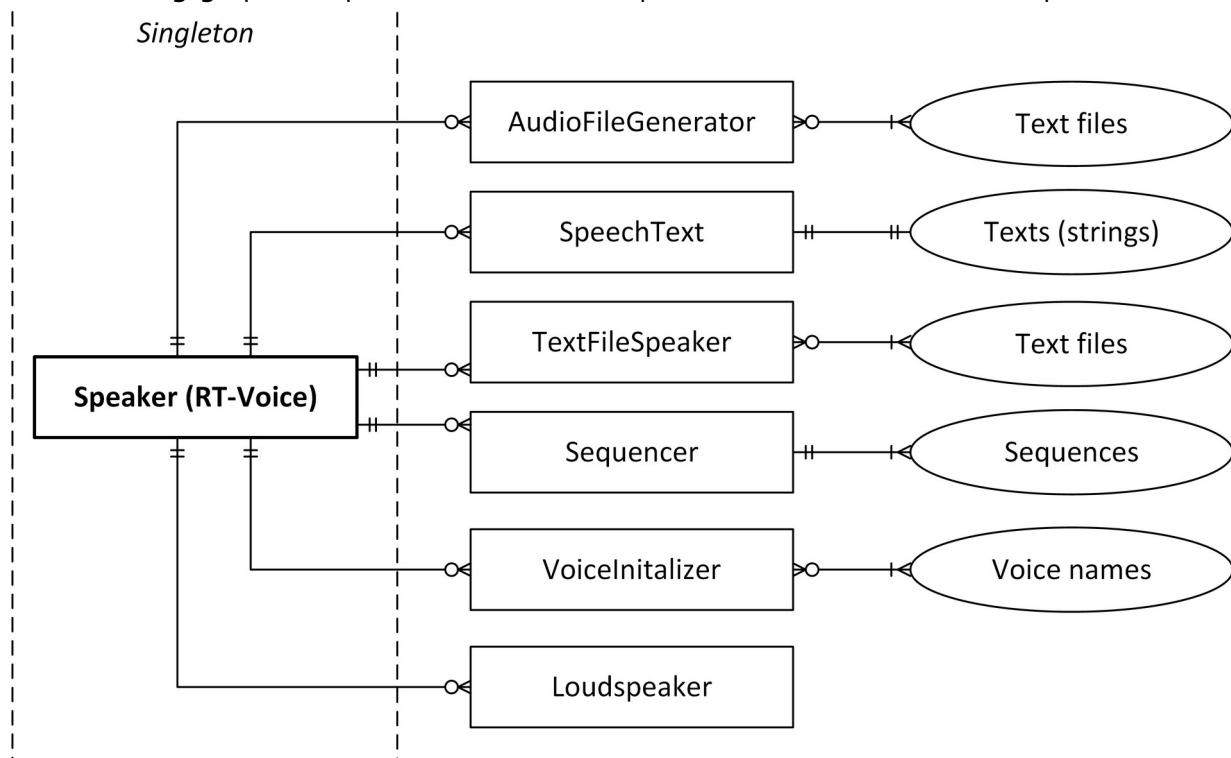 Singleton
AudioFileGenerator
Text files
SpeechText
Texts (strings)
TextFileSpeaker
Text files
Speaker (RT-Voice)
Sequencer
Sequences
VoiceInitalizer
Voice names
Loudspeaker